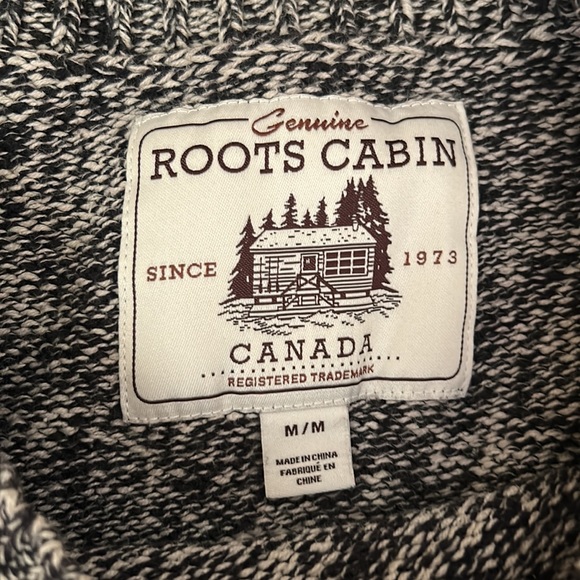 Genuine
ROOTS CABIN
SINCE 1973
CANADA
REGISTERED TRADEMARK
M/M
MADE IN CHINA
FABRIQUÉ EN
CHINE